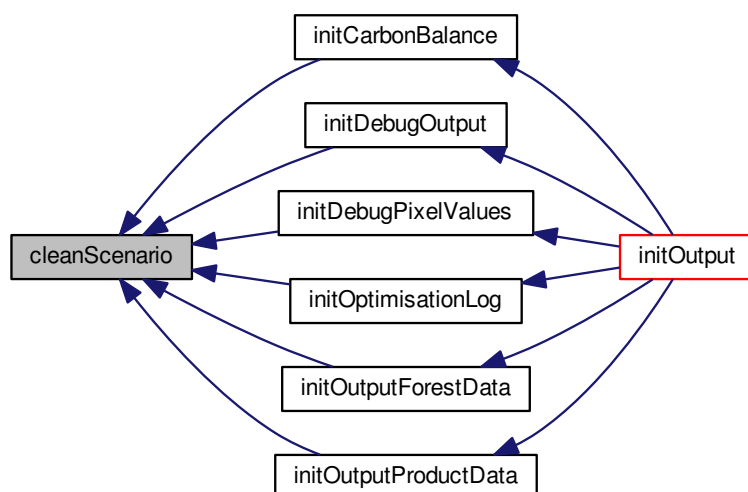 initCarbonBalance
initDebugOutput
initDebugPixelValues
cleanScenario
initOutput
initOptimisationLog
initOutputForestData
initOutputProductData